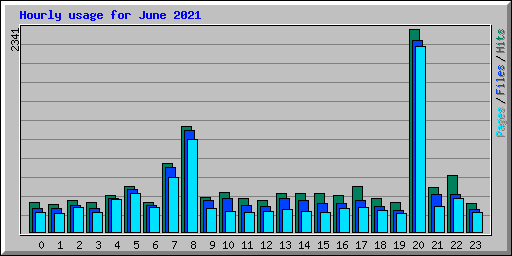 Hourly usage for June 2021
2341
Pages / Files / Hits
0 1 2 3 4 5 6 7 8 9 10 11 12 13 14 15 16 17 18 19 20 21 22 23